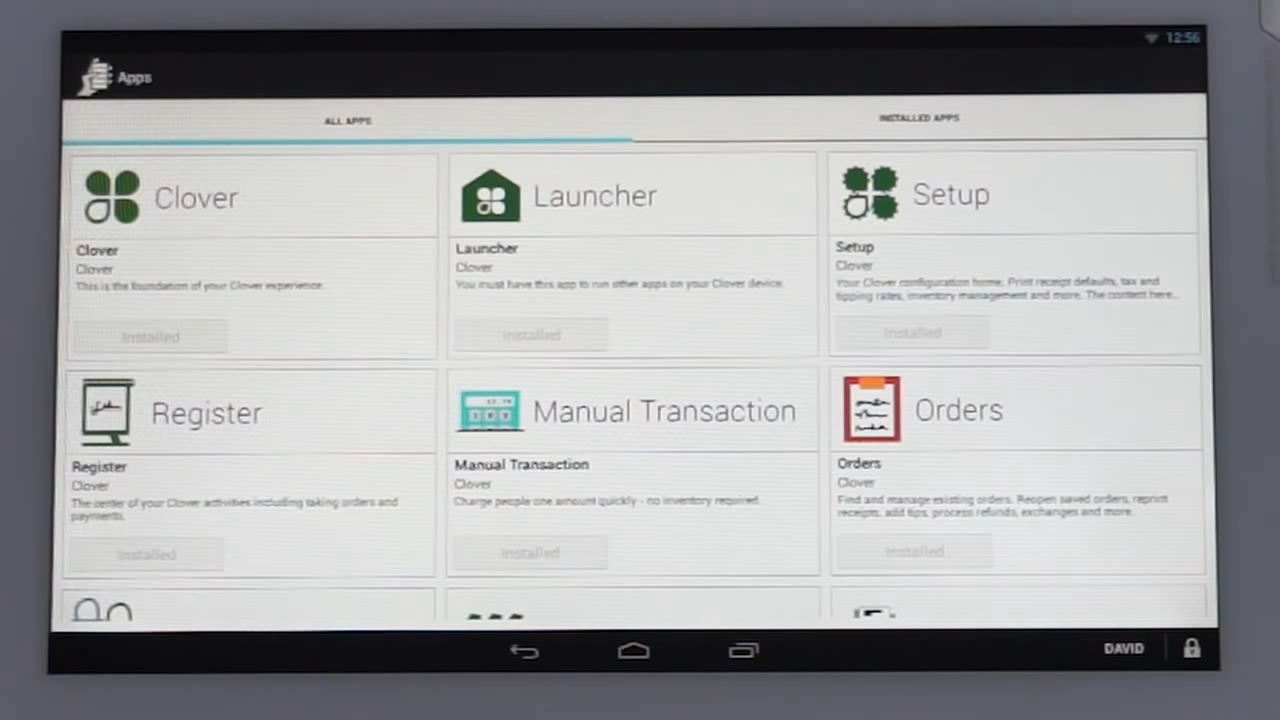 12:56
Apps
ALL APPS
INSTALLED APPS
Clover
Launcher
Setup
Clover
Clover
This is the foundation of your Clover experience.
Installed
Launcher
Clover
You must have this app to run other apps on your Clover device.
Installed
Setup
Clover
Your Clover configuration home. Print receipt defaults, tax and
tipping rates, inventory management and more. The content here...
Installed
Register
Manual Transaction
Orders
Register
Clover
The center of your Clover activities including taking orders and
payments.
Installed
Manual Transaction
Clover
Charge people one amount quickly - no inventory required.
Installed
Orders
Clover
Find and manage existing orders. Reopen saved orders, reprint
receipts, add tips, process refunds, exchanges and more.
Installed
DAVID